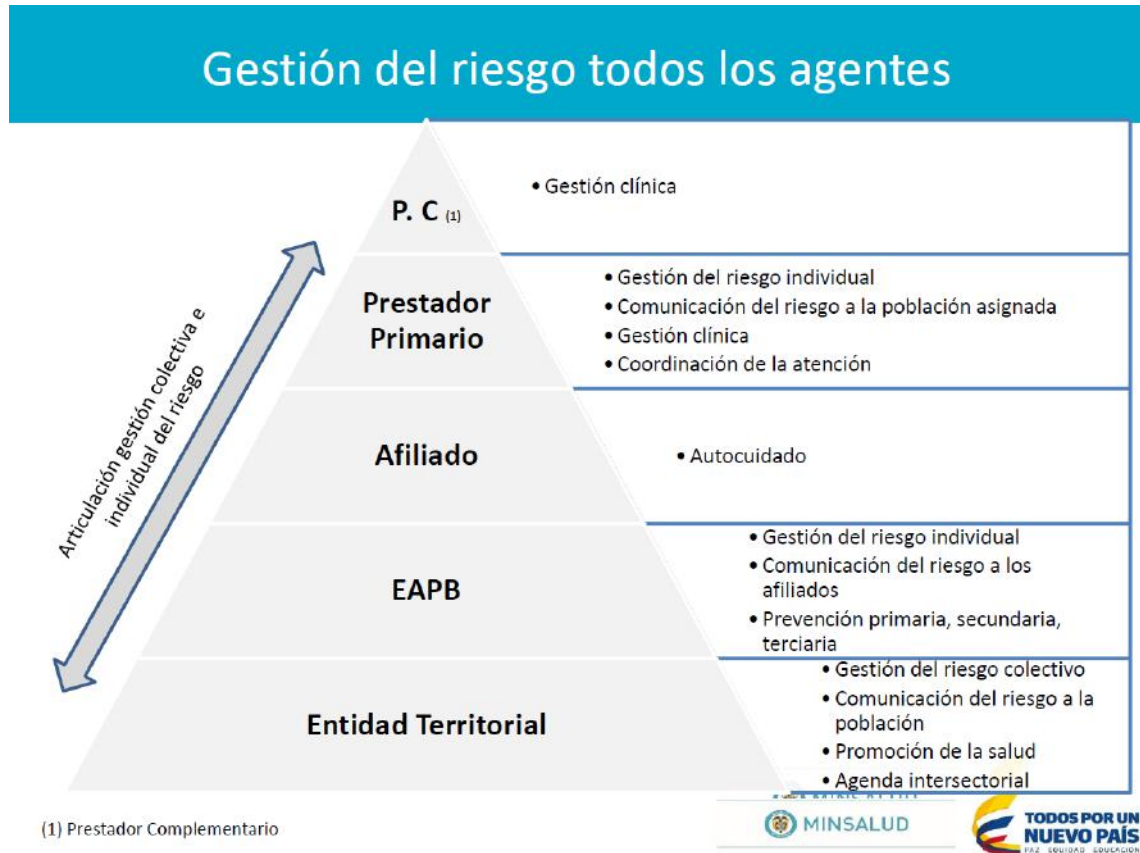 Gestión del riesgo todos los agentes
P. C (1)
• Gestión clínica
Prestador
Primario
• Gestión del riesgo individual
• Comunicación del riesgo a la población asignada
• Gestión clínica
• Coordinación de la atención
Articulación gestión colectiva e
individual del riesgo
Afiliado
• Autocuidado
EAPB
• Gestión del riesgo individual
• Comunicación del riesgo a los
afiliados
• Prevención primaria, secundaria,
terciaria
Entidad Territorial
• Gestión del riesgo colectivo
• Comunicación del riesgo a la
población
• Promoción de la salud
• Agenda intersectorial
(1) Prestador Complementario
MINSALUD
TODOS POR UN
NUEVO PAÍS
PAZ EQUIDAD EDUCACIÓN